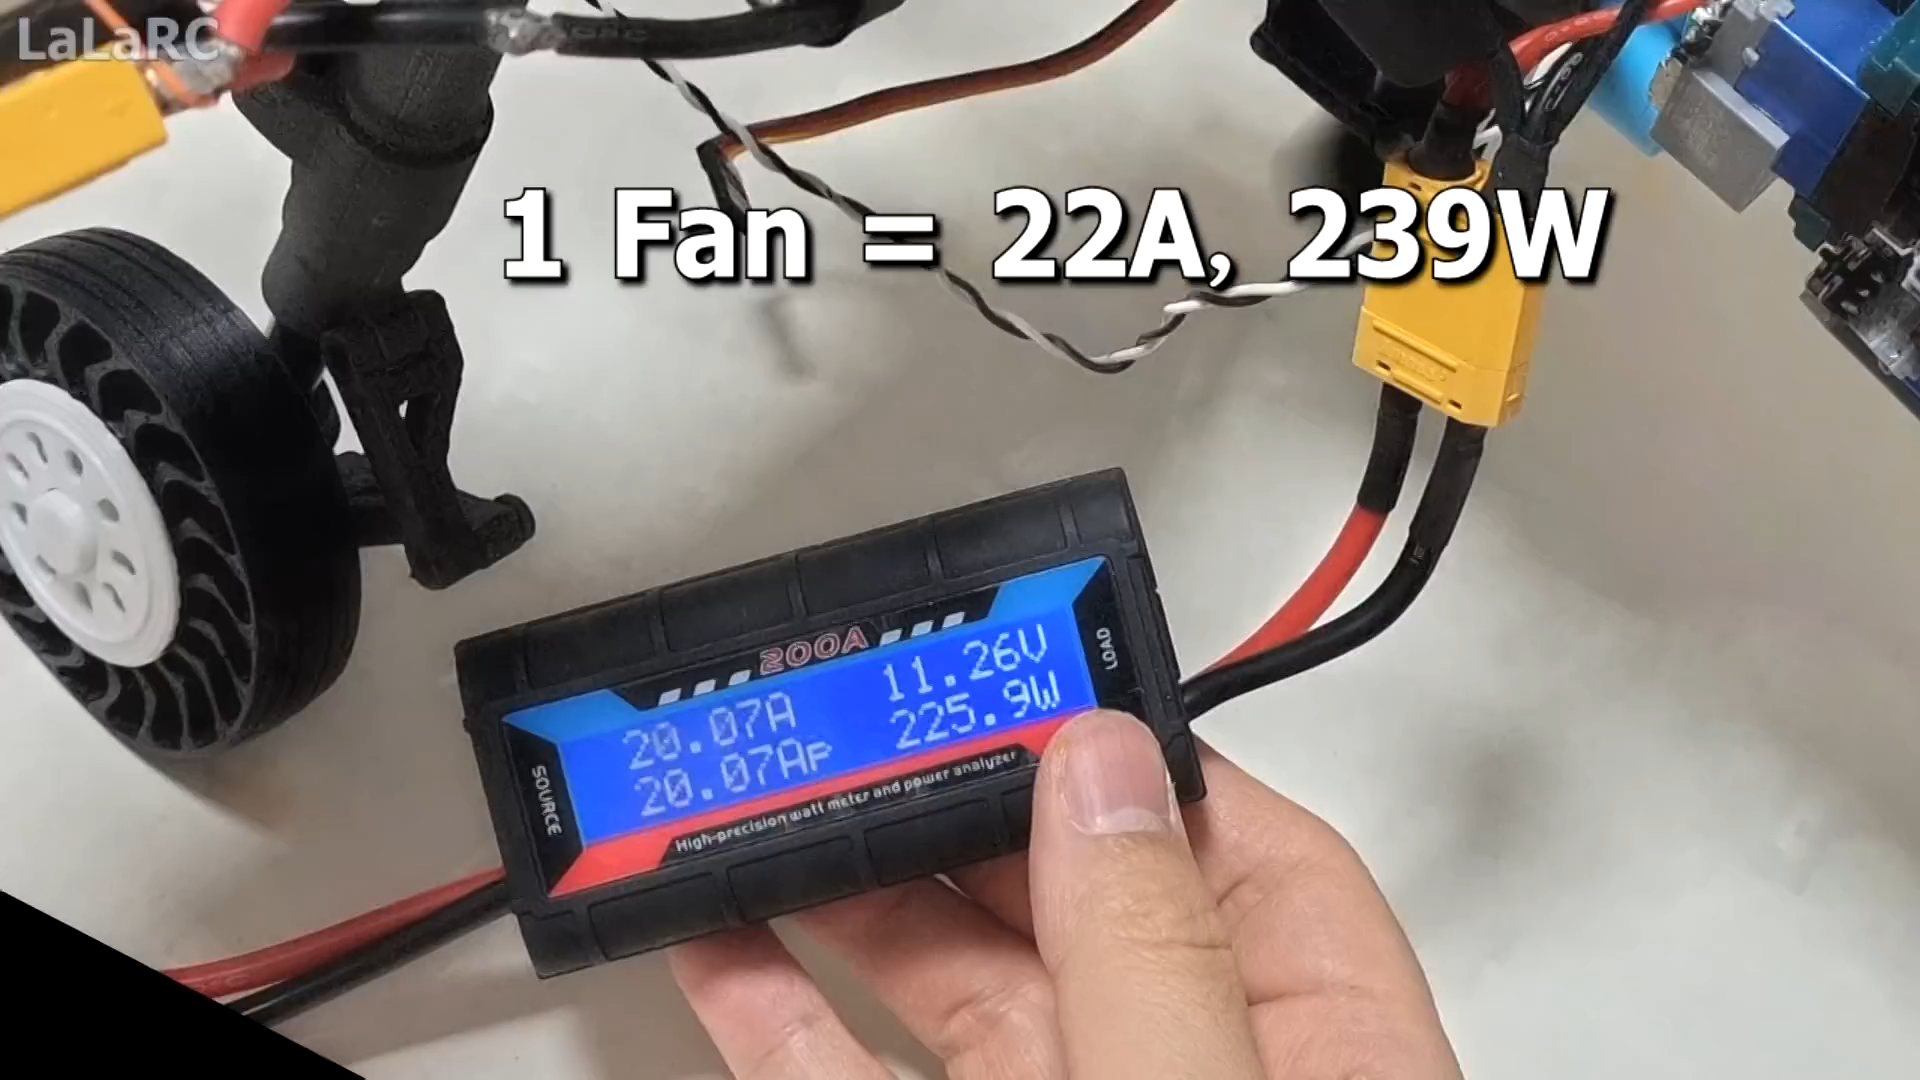 LaLaRC
1 Fan = 22A, 239W
200A
20.07A 11.26V
20.07Ap 225.9W
SOURCE
LOAD
High-precision watt meter and power analyzer